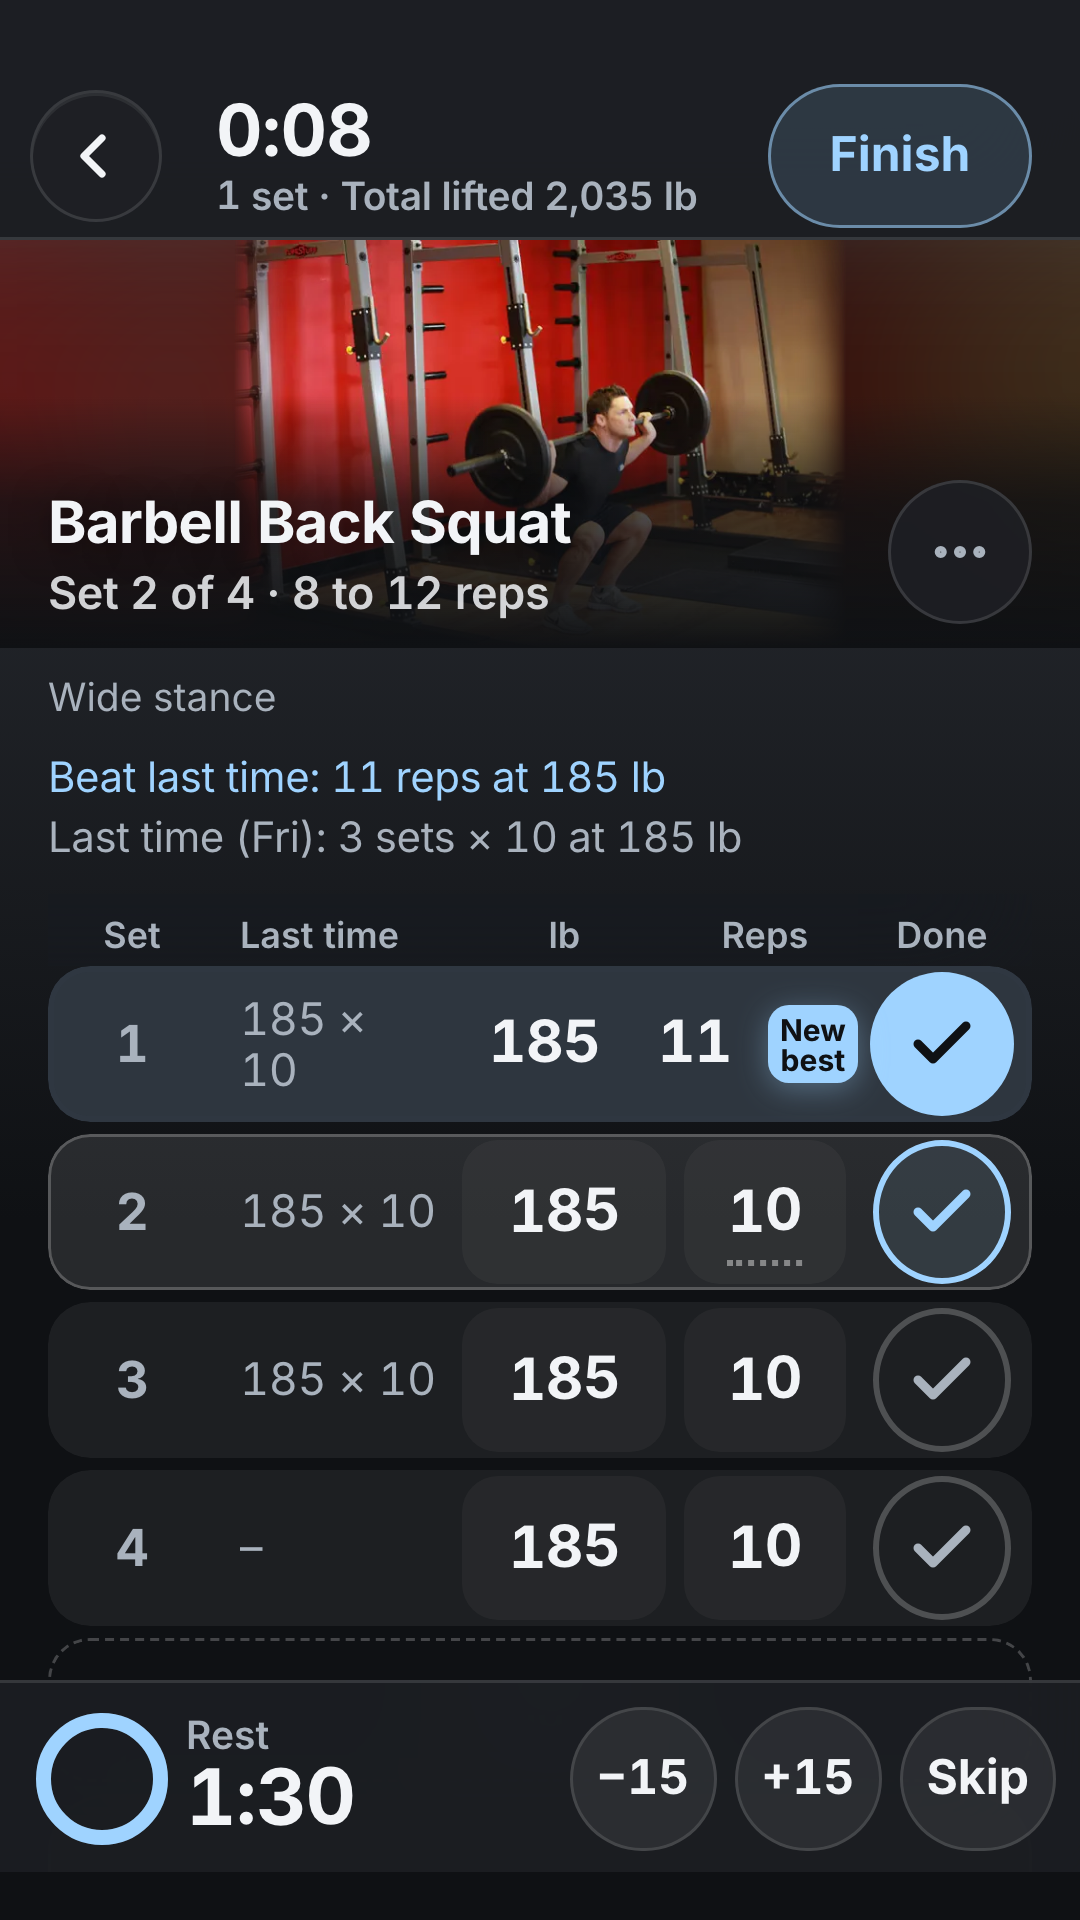 0:08
1 set · Total lifted 2,035 lb
Finish
Barbell Back Squat
Set 2 of 4 · 8 to 12 reps
Wide stance
Beat last time: 11 reps at 185 lb
Last time (Fri): 3 sets × 10 at 185 lb
Set Last time lb Reps Done
1 185 × 10 185 11 New best
2 185 × 10 185 10
3 185 × 10 185 10
4 – 185 10
Rest
1:30
−15 +15 Skip